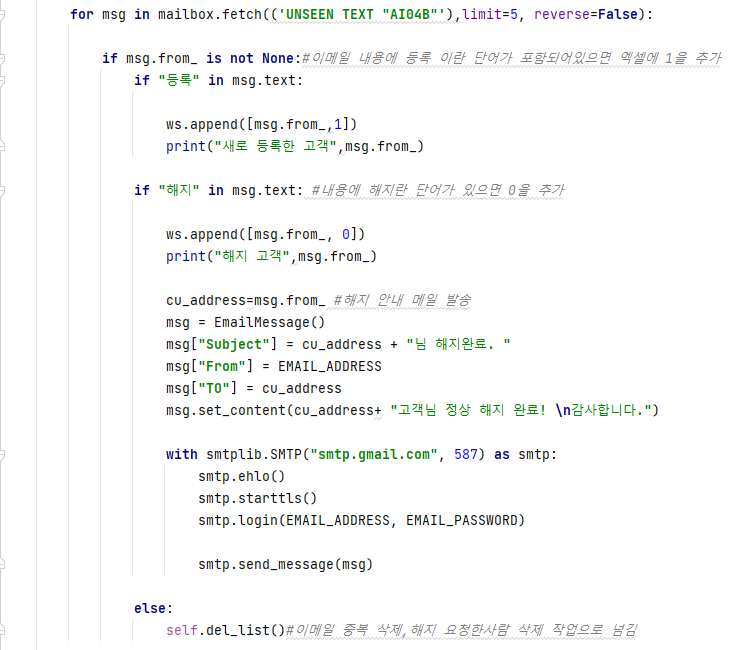 for msg in mailbox.fetch(('UNSEEN TEXT "AI04B"'),limit=5, reverse=False):
if msg.from_ is not None:#이메일 내용에 등록 이란 단어가 포함되어있으면 엑셀에 1을 추가
if "등록" in msg.text:
ws.append([msg.from_,1])
print("새로 등록한 고객",msg.from_)
if "해지" in msg.text: #내용에 해지란 단어가 있으면 0을 추가
ws.append([msg.from_, 0])
print("해지 고객",msg.from_)
cu_address=msg.from_ #해지 안내 메일 발송
msg = EmailMessage()
msg["Subject"] = cu_address + "님 해지완료. "
msg["From"] = EMAIL_ADDRESS
msg["TO"] = cu_address
msg.set_content(cu_address+ "고객님 정상 해지 완료! \n감사합니다.")
with smtplib.SMTP("smtp.gmail.com", 587) as smtp:
smtp.ehlo()
smtp.starttls()
smtp.login(EMAIL_ADDRESS, EMAIL_PASSWORD)
smtp.send_message(msg)
else:
self.del_list()#이메일 중복 삭제,해지 요청한사람 삭제 작업으로 넘김